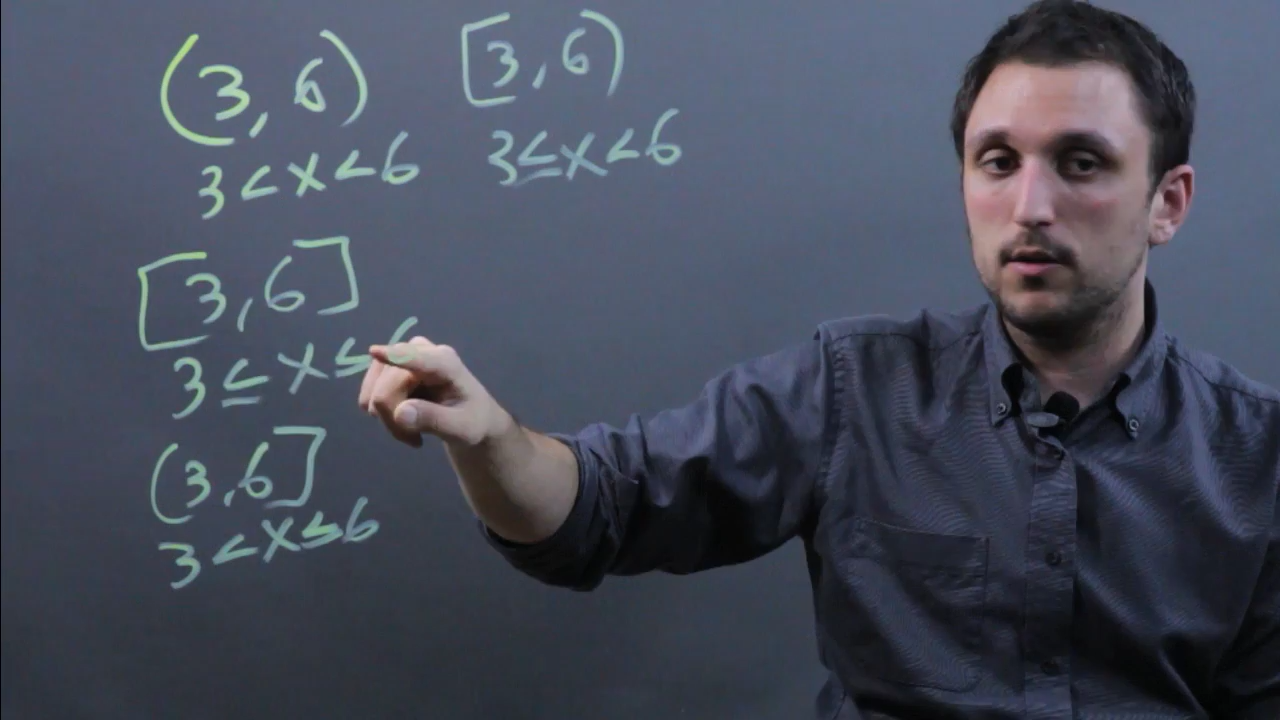 (3, 6)
3 < x < 6
[3, 6)
3 ≤ x < 6
[3, 6]
3 ≤ x ≤ 6
(3, 6]
3 < x ≤ 6